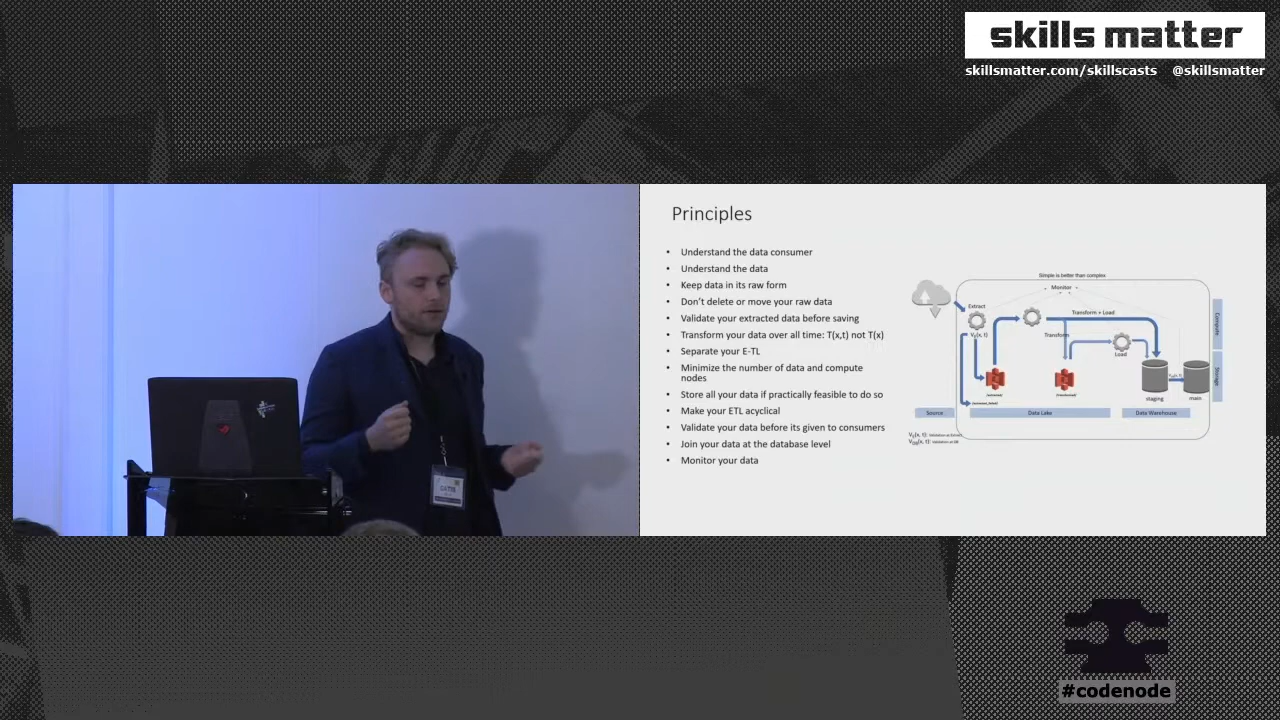 skills matter
skillsmatter.com/skillscasts @skillsmatter
Principles
• Understand the data consumer
• Understand the data
• Keep data in its raw form
• Don't delete or move your raw data
• Validate your extracted data before saving
• Transform your data over all time: T(x,t) not T(x)
• Separate your E-TL
• Minimize the number of data and compute
nodes
• Store all your data if practically feasible to do so
• Make your ETL acyclical
• Validate your data before its given to consumers
• Join your data at the database level
• Monitor your data
Simple is better than complex
Monitor
Extract
Transform + Load
Transform
Load
staging
main
Compute
Storage
Source
Data Lake
Data Warehouse
#codenode